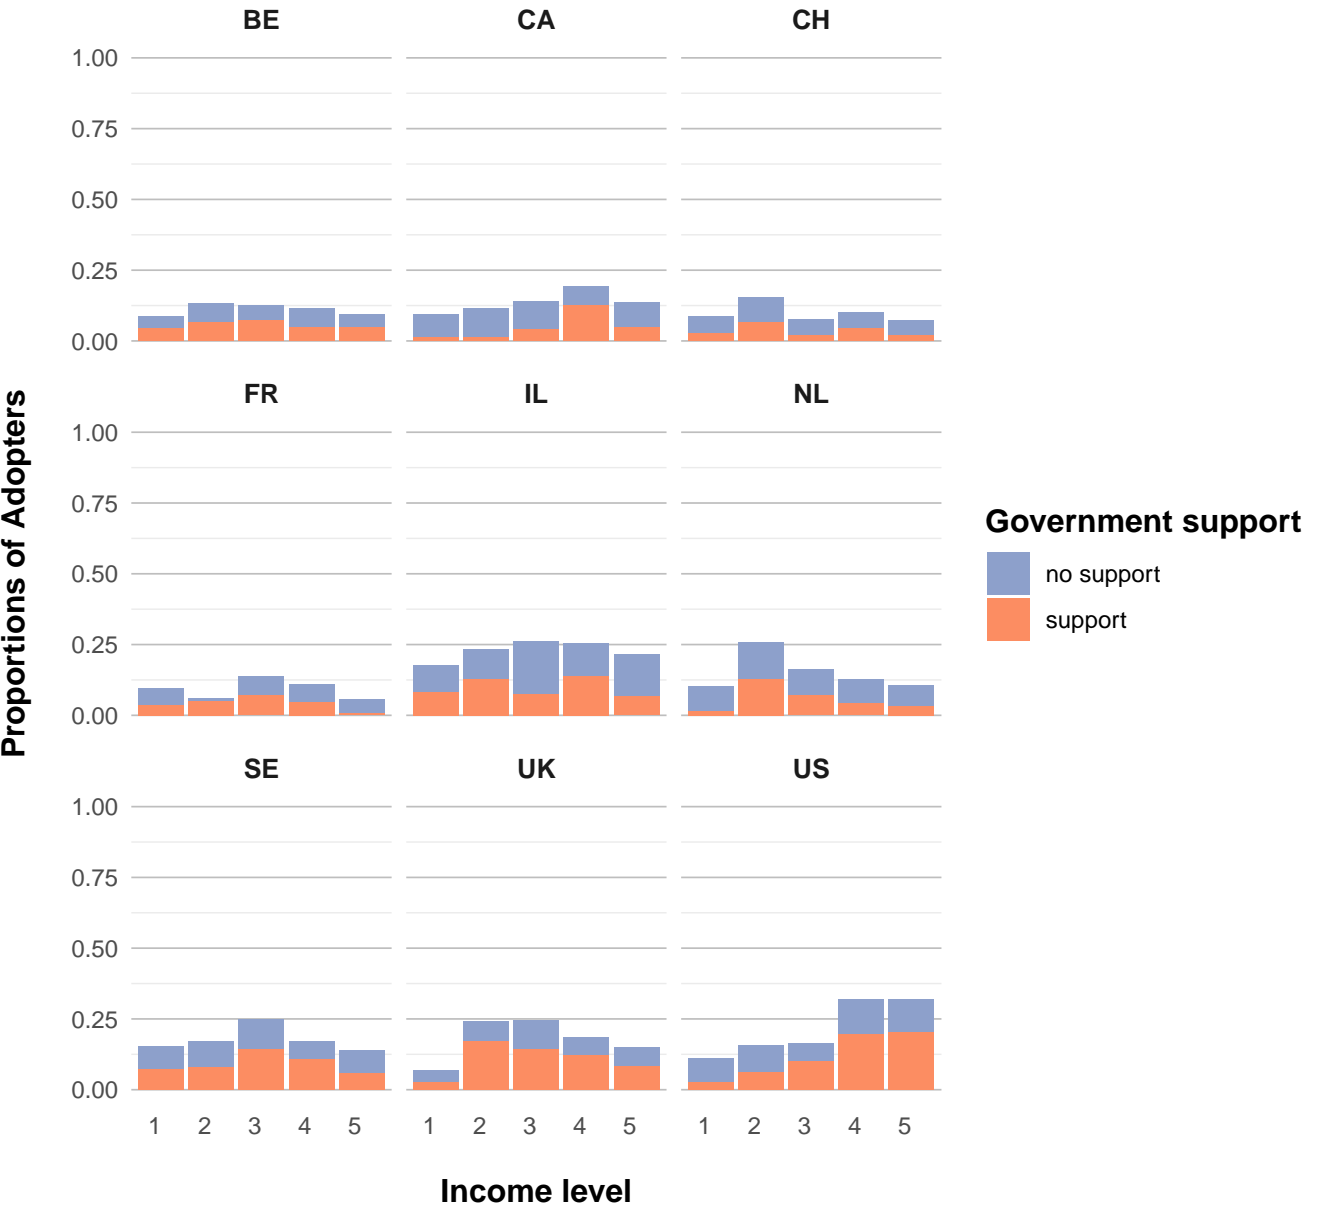 BE CA CH
1.00
0.75
0.50
0.25
0.00
FR IL NL
1.00
0.75
0.50
0.25
0.00
SE UK US
1.00
0.75
0.50
0.25
0.00
1 2 3 4 5 1 2 3 4 5 1 2 3 4 5
Income level
Proportions of Adopters
Government support
no support
support